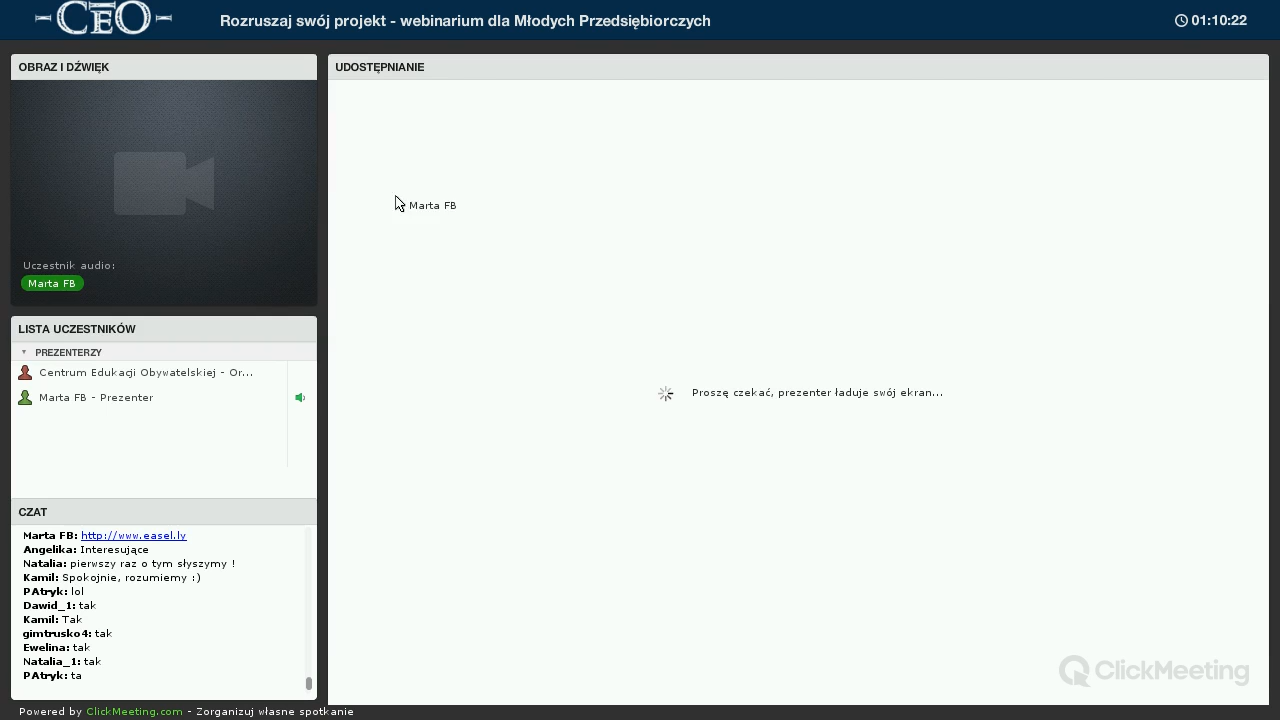 CEO
Rozruszaj swój projekt - webinarium dla Młodych Przedsiębiorczych
01:10:22
OBRAZ I DŹWIĘK
Uczestnik audio:
Marta FB
LISTA UCZESTNIKÓW
PREZENTERZY
Centrum Edukacji Obywatelskiej - Or...
Marta FB - Prezenter
CZAT
Marta FB: http://www.easel.ly
Angelika: Interesujące
Natalia: pierwszy raz o tym słyszymy !
Kamil: Spokojnie, rozumiemy :)
PAtryk: lol
Dawid_1: tak
Kamil: Tak
gimtrusko4: tak
Ewelina: tak
Natalia_1: tak
PAtryk: ta
UDOSTĘPNIANIE
Marta FB
Proszę czekać, prezenter ładuje swój ekran...
ClickMeeting
Powered by ClickMeeting.com - Zorganizuj własne spotkanie